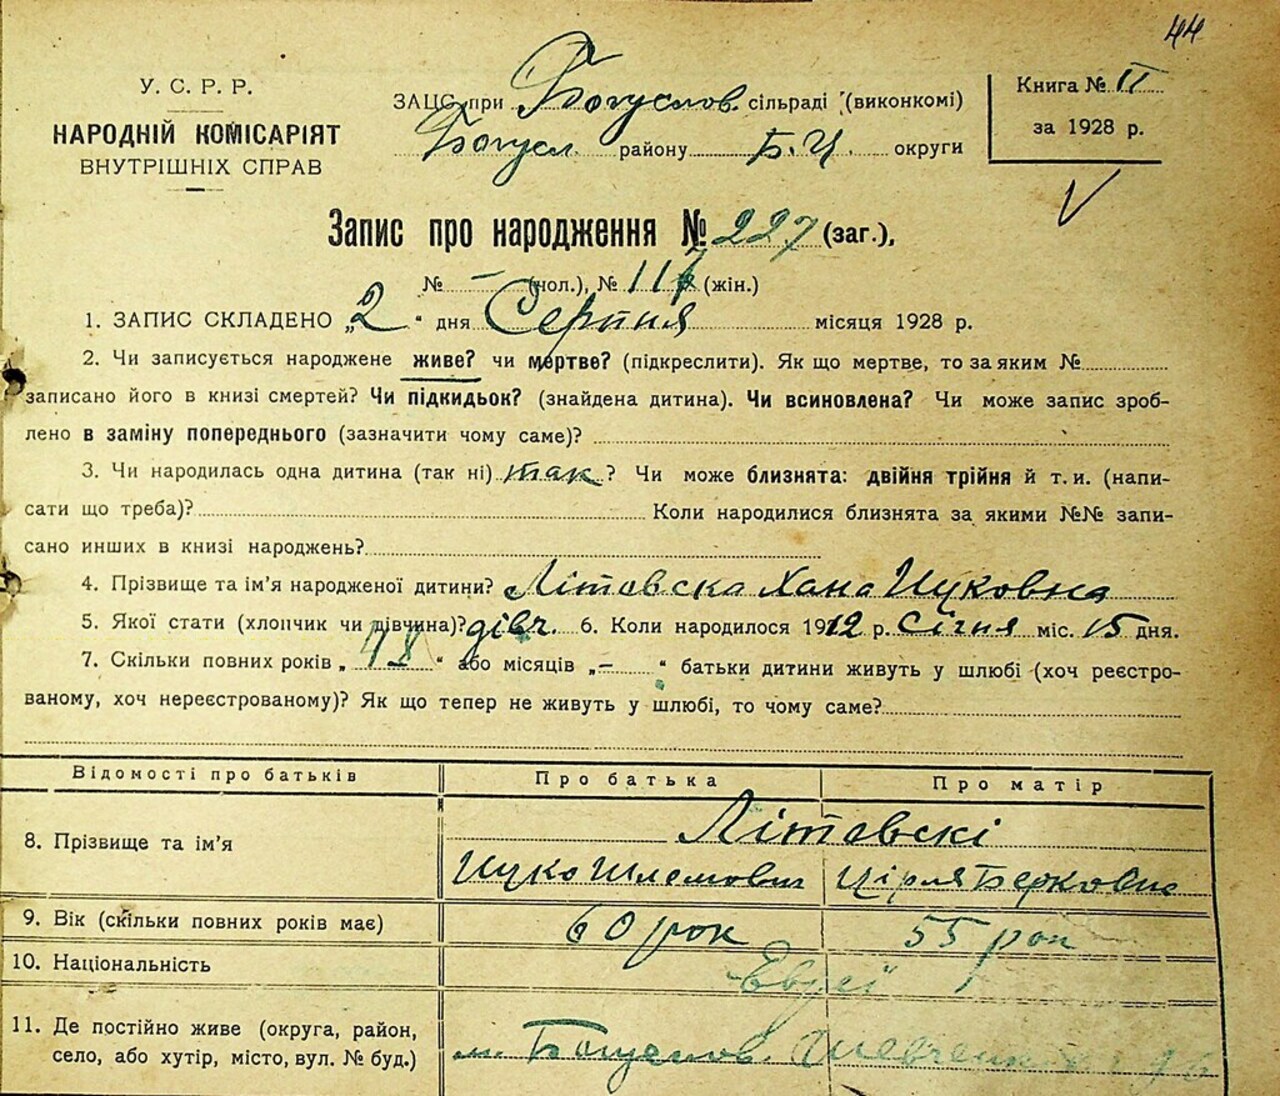 44
У. С. Р. Р.
НАРОДНІЙ КОМІСАРІЯТ
ВНУТРІШНІХ СПРАВ
ЗАЦС при Богуслов. сільраді (виконкомі)
Богусл. району Б.Ц. округи
Книга № II
за 1928 р.
Запис про народження № 227 (заг.),
№ – (чол.), № 11 (жін.)
1. ЗАПИС СКЛАДЕНО „2“ дня Серпня місяця 1928 р.
2. Чи записується народжене живе? чи мертве? (підкреслити). Як що мертве, то за яким №
записано його в книзі смертей? Чи підкидьок? (знайдена дитина). Чи всиновлена? Чи може запис зроб-
лено в заміну попереднього (зазначити чому саме)?
3. Чи народилась одна дитина (так ні) так? Чи може близнята: двійня трійня й т. и. (напи-
сати що треба)? Коли народилися близнята за якими №№ запи-
сано инших в книзі народжень?
4. Прізвище та ім'я народженої дитини? Літовска Хана Ицковна
5. Якої стати (хлопчик чи дівчина)? дівч. 6. Коли народилося 1912 р. Січня міс. 15 дня.
7. Скільки повних років „ “ або місяців „–“ батьки дитини живуть у шлюбі (хоч реєстро-
ваному, хоч нереєстрованому)? Як що тепер не живуть у шлюбі, то чому саме?
Відомості про батьків Про батька Про матір
8. Прізвище та ім'я Літовскі
Ицко Шлемович Ціруля Берковна
9. Вік (скільки повних років має) 60 рок 55 рок
10. Національність Євреї
11. Де постійно живе (округа, район,
село, або хутір, місто, вул. № буд.) м. Богуслов. Шевченк